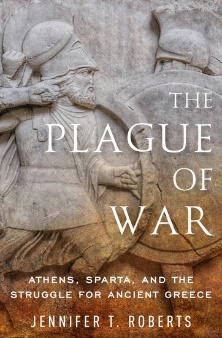 THE
PLAGUE
OF
WAR
ATHENS, SPARTA, AND THE
STRUGGLE FOR ANCIENT GREECE
JENNIFER T. ROBERTS